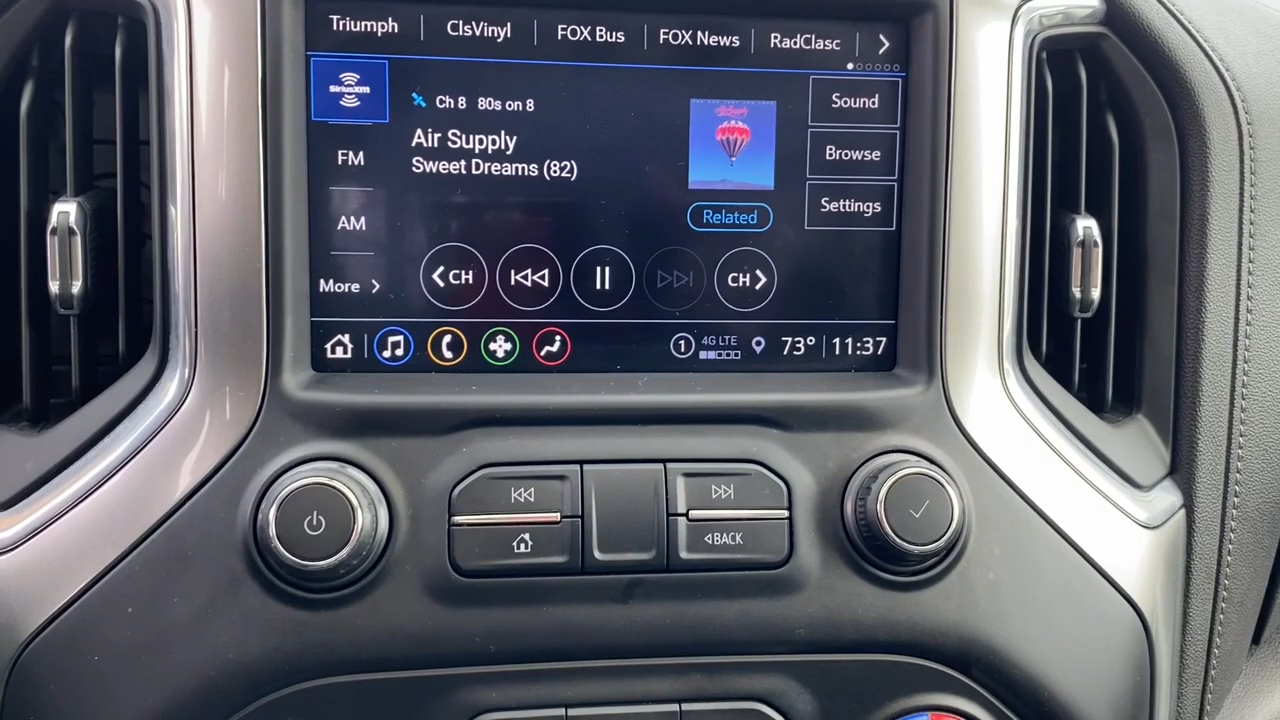 Triumph
ClsVinyl
FOX Bus
FOX News
RadClasc
SiriusXM
Ch 8 80s on 8
Air Supply
Sweet Dreams (82)
Sound
Browse
Settings
FM
AM
More
Related
CH
CH
1
4G LTE
73°
11:37
BACK